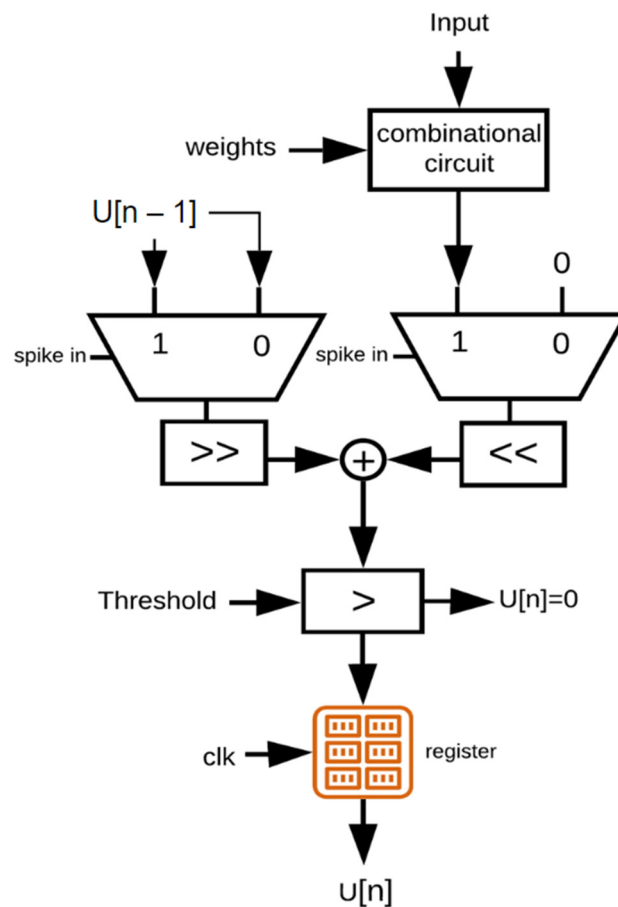 Input
weights
combinational
circuit
U[n – 1]
0
spike in
1
0
spike in
1
0
>>
+
<<
Threshold
>
U[n]=0
clk
register
U[n]